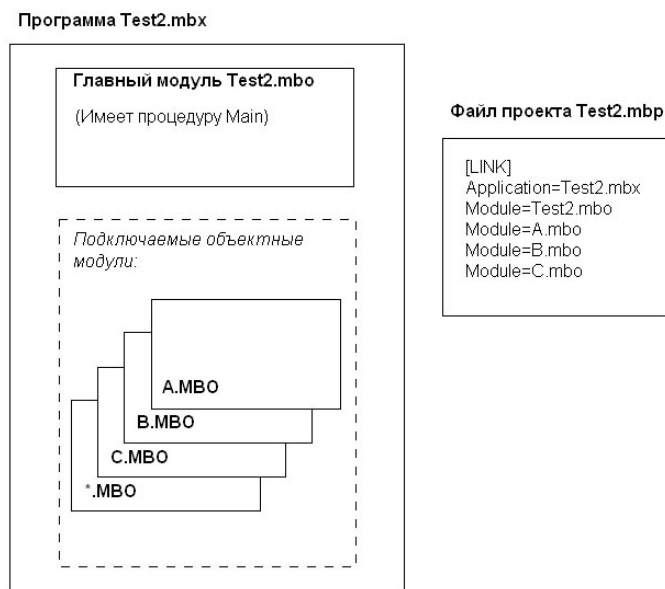 Программа Test2.mbx
Главный модуль Test2.mbo
(Имеет процедуру Main)
Подключаемые объектные
модули:
A.MBO
B.MBO
C.MBO
*.MBO
Файл проекта Test2.mbp
[LINK]
Application=Test2.mbx
Module=Test2.mbo
Module=A.mbo
Module=B.mbo
Module=C.mbo